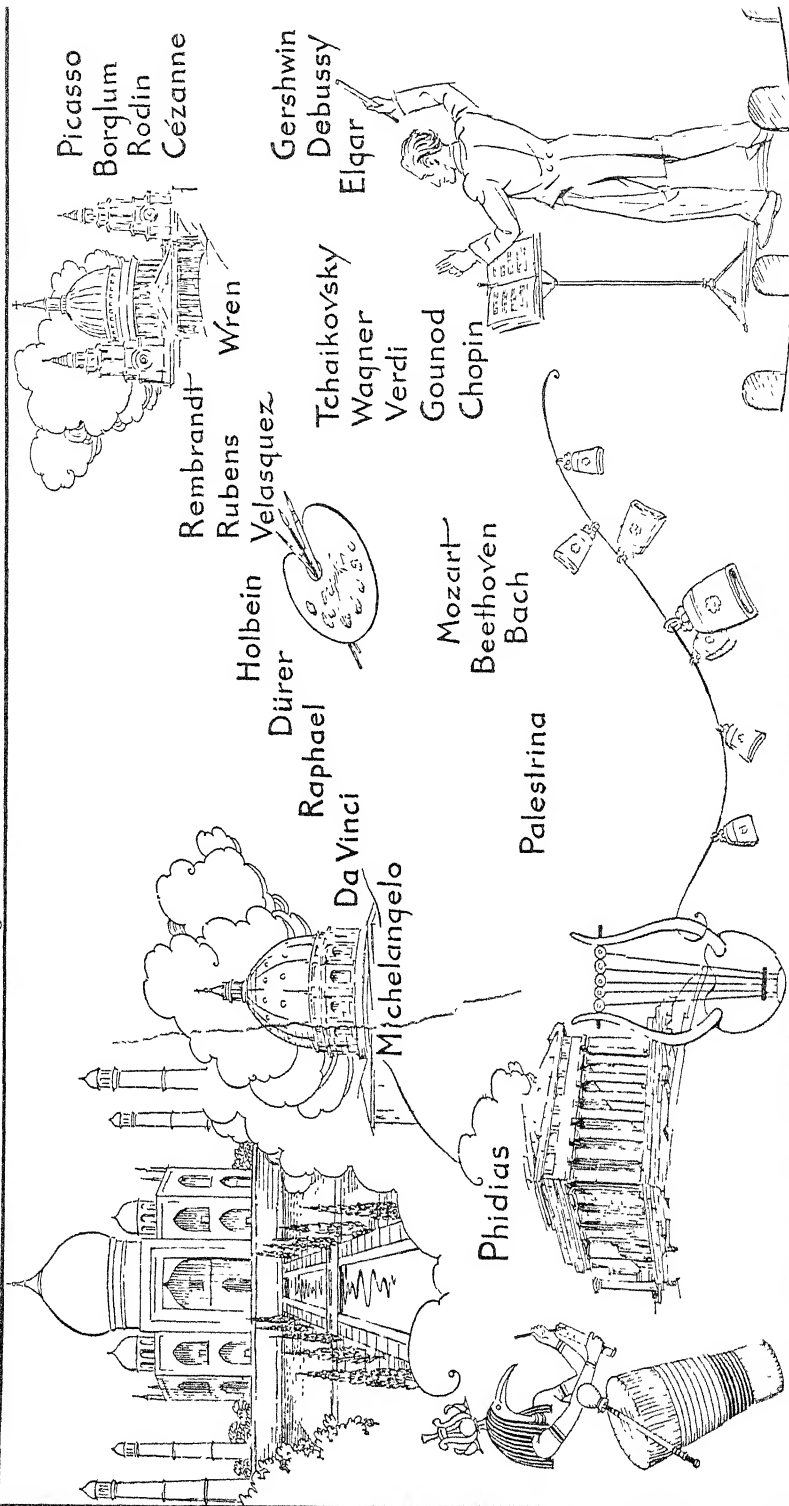 Picasso
Borglum
Rodin
Cézanne
Wren
Rembrandt
Rubens
Velasquez
Holbein
Dürer
Raphael
Da Vinci
Michelangelo
Gershwin
Debussy
Elgar
Tchaikovsky
Wagner
Verdi
Gounod
Chopin
Mozart
Beethoven
Bach
Palestrina
Phidias